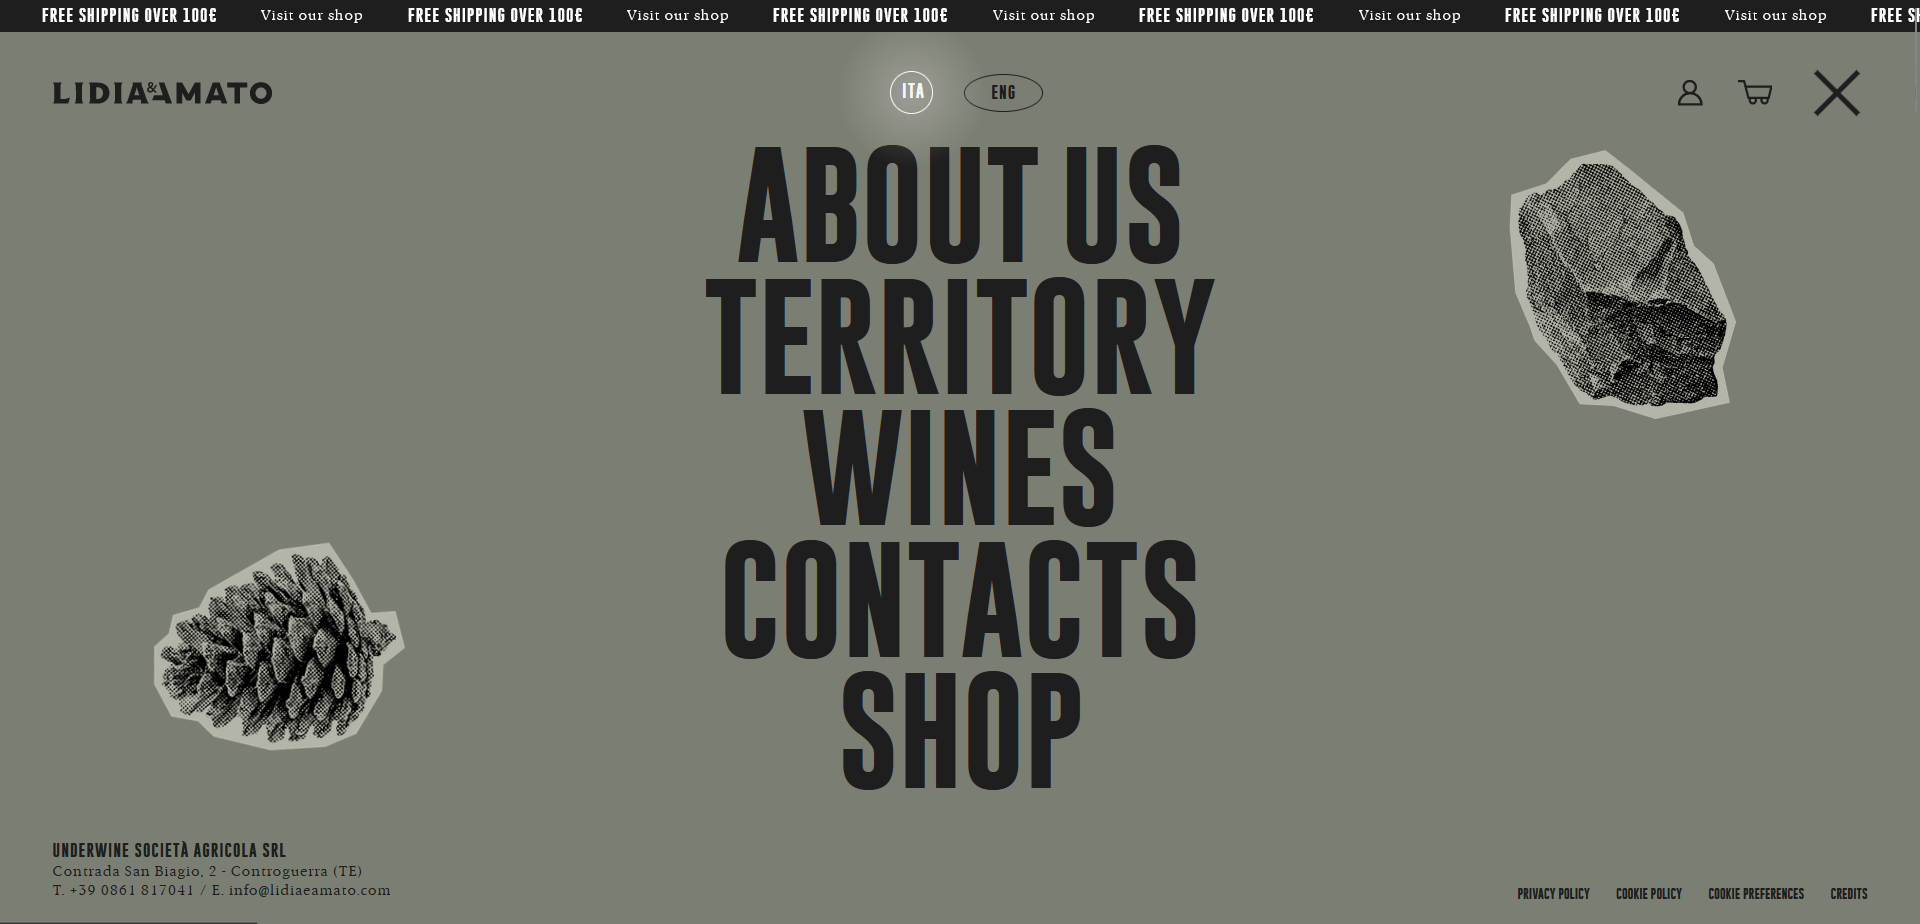 FREE SHIPPING OVER 100€ Visit our shop FREE SHIPPING OVER 100€ Visit our shop FREE SHIPPING OVER 100€ Visit our shop FREE SHIPPING OVER 100€ Visit our shop FREE SHIPPING OVER 100€ Visit our shop FREE
LIDIA&AMATO
ITA ENG
ABOUT US
TERRITORY
WINES
CONTACTS
SHOP
UNDERWINE SOCIETÀ AGRICOLA SRL
Contrada San Biagio, 2 - Controguerra (TE)
T. +39 0861 817041 / E. info@lidiaeamato.com
PRIVACY POLICY COOKIE POLICY COOKIE PREFERENCES CREDITS